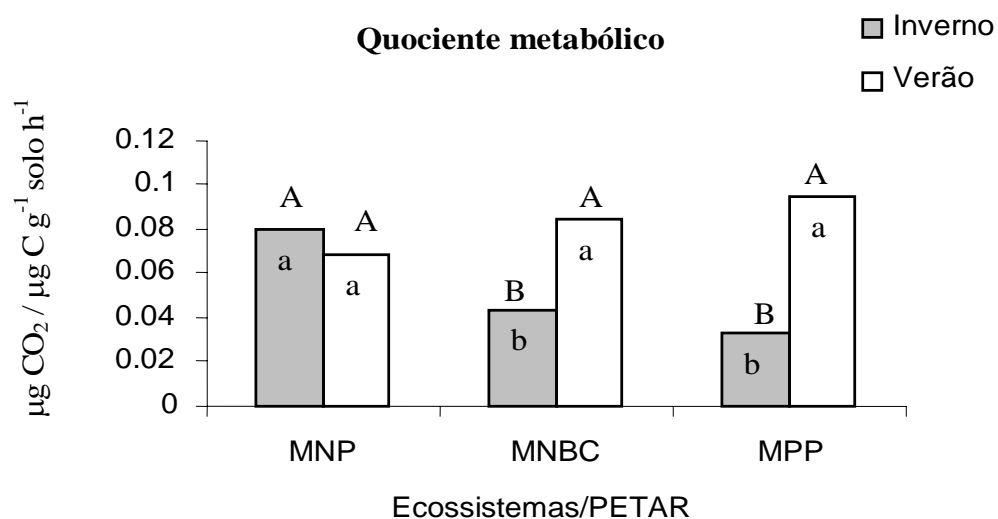 Quociente metabólico
Inverno
Verão
µg CO₂ / µg C g⁻¹ solo h⁻¹
0.12
0.1
0.08
0.06
0.04
0.02
0
A A A A
B B
a a a a
b b
MNP MNBC MPP
Ecossistemas/PETAR